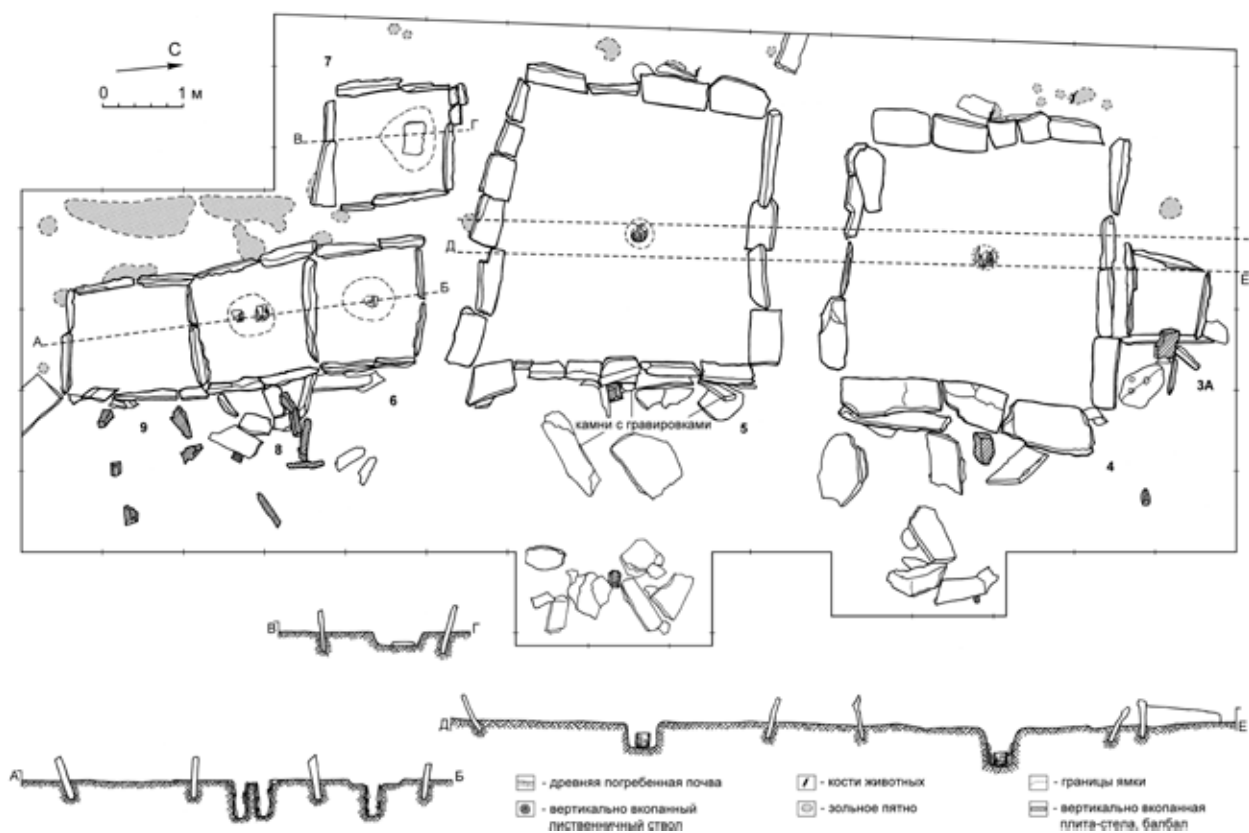 С
0 1 м
7
В Г
Д
Е
А Б
6
9
8
камни с гравировками
5
3А
4
В Г
Д Е
А Б
- древняя погребенная почва
- вертикально вкопанный
лиственничный ствол
- кости животных
- зольное пятно
- границы ямки
- вертикально вкопанная
плита-стела, балбал